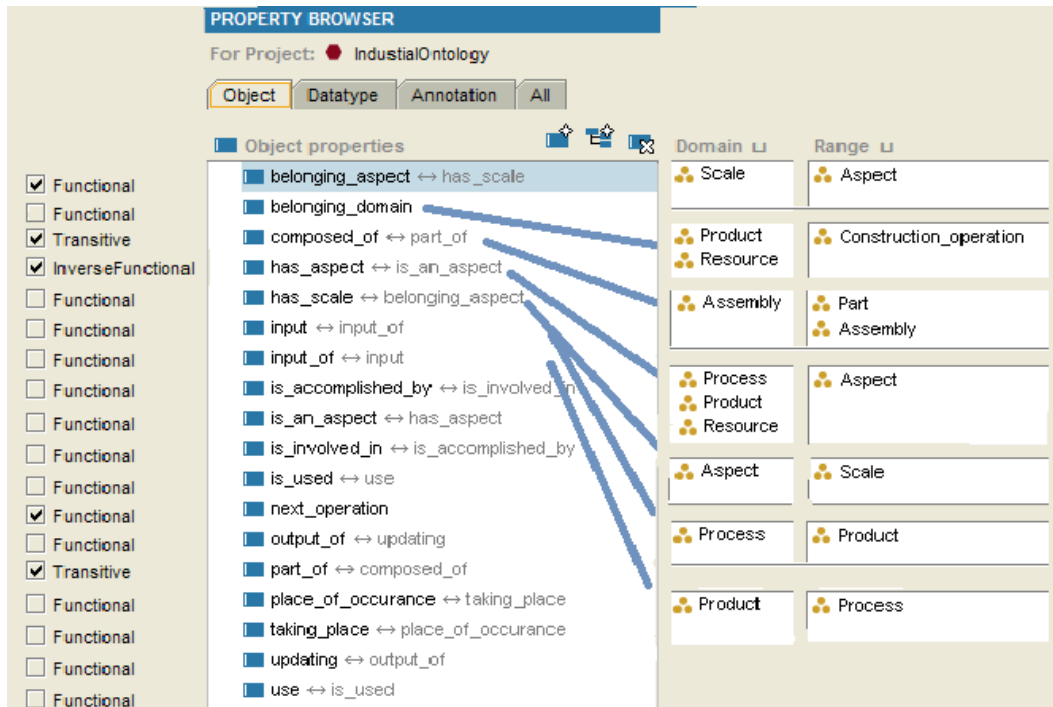 PROPERTY BROWSER
For Project: IndustialOntology
Object Datatype Annotation All
Object properties Domain ⊔ Range ⊔
Functional belonging_aspect ↔ has_scale Scale Aspect
Functional belonging_domain
Transitive composed_of ↔ part_of Product Construction_operation
Resource
InverseFunctional has_aspect ↔ is_an_aspect
Functional has_scale ↔ belonging_aspect Assembly Part
Functional input ↔ input_of Assembly
Functional input_of ↔ input
Functional is_accomplished_by ↔ is_involved_in Process Aspect
Product
Functional is_an_aspect ↔ has_aspect Resource
Functional is_involved_in ↔ is_accomplished_by
Functional is_used ↔ use Aspect Scale
Functional next_operation
Functional output_of ↔ updating Process Product
Transitive part_of ↔ composed_of
Functional place_of_occurance ↔ taking_place Product Process
Functional taking_place ↔ place_of_occurance
Functional updating ↔ output_of
Functional use ↔ is_used